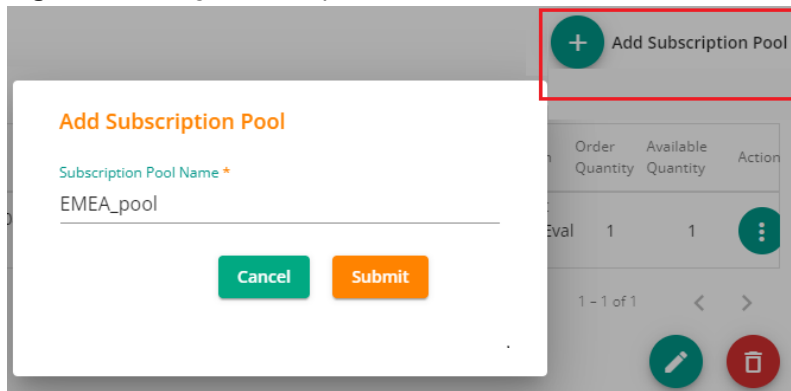 Add Subscription Pool
Add Subscription Pool
Subscription Pool Name *
EMEA_pool
Cancel Submit
Order Quantity
Available Quantity
Action
Eval 1 1
1 – 1 of 1